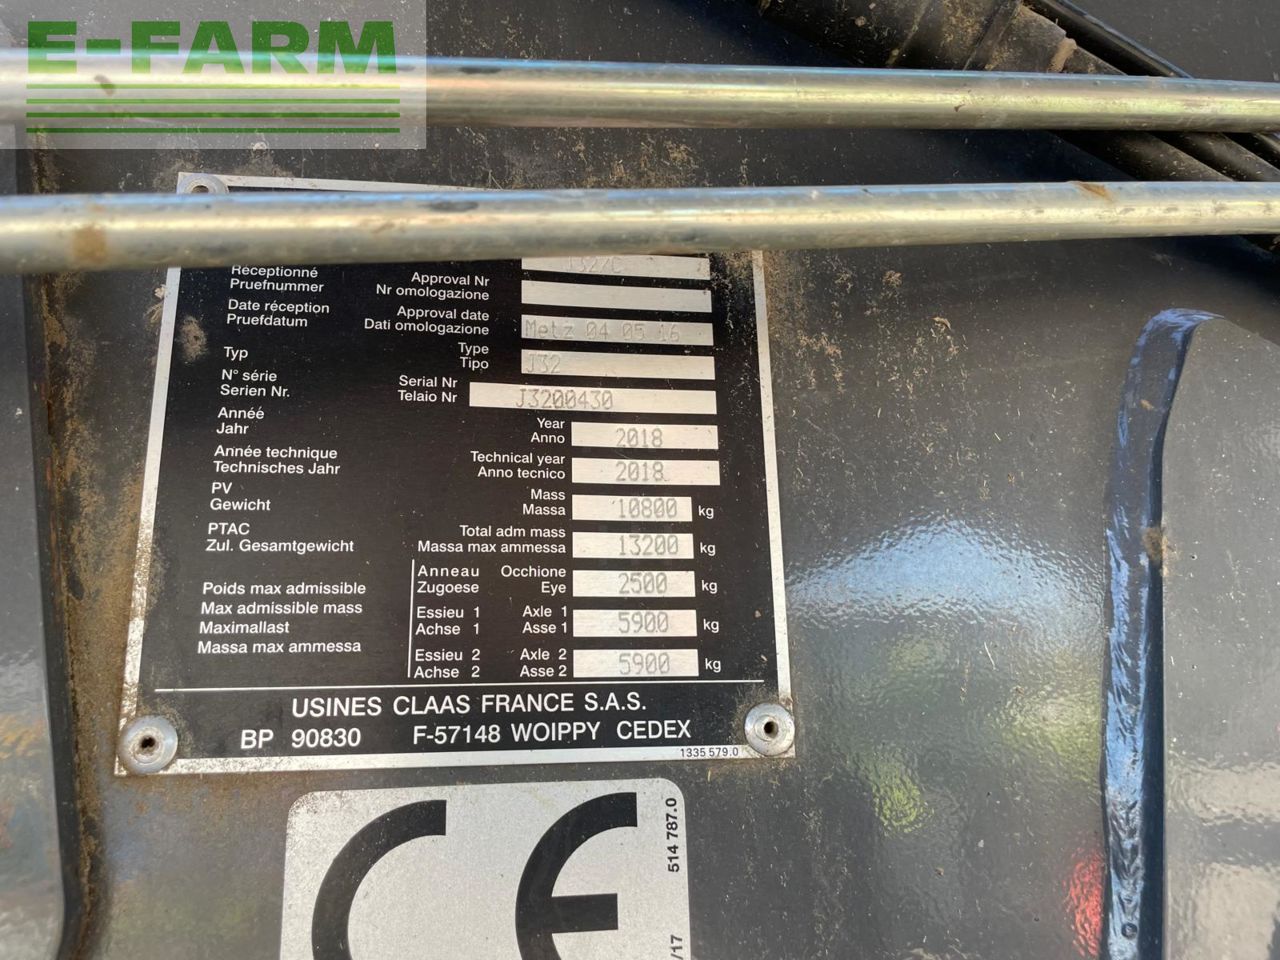 E-FARM
Réceptionné Approval Nr
Pruefnummer Nr omologazione
Date réception Approval date
Pruefdatum Dati omologazione Metz 04 05 16
Typ Type
Tipo J32
N° série Serial Nr
Serien Nr. Telaio Nr J3200430
Année Year
Jahr Anno 2018
Année technique Technical year
Technisches Jahr Anno tecnico 2018
PV Mass
Gewicht Massa 10800 kg
PTAC Total adm mass
Zul. Gesamtgewicht Massa max ammessa 13200 kg
Poids max admissible
Max admissible mass
Maximallast
Massa max ammessa
Anneau Occhione
Zugoese Eye 2500 kg
Essieu 1 Axle 1
Achse 1 Asse 1 5900 kg
Essieu 2 Axle 2
Achse 2 Asse 2 5900 kg
USINES CLAAS FRANCE S.A.S.
BP 90830 F-57148 WOIPPY CEDEX
1335 579.0
CE
514 787.0
/17